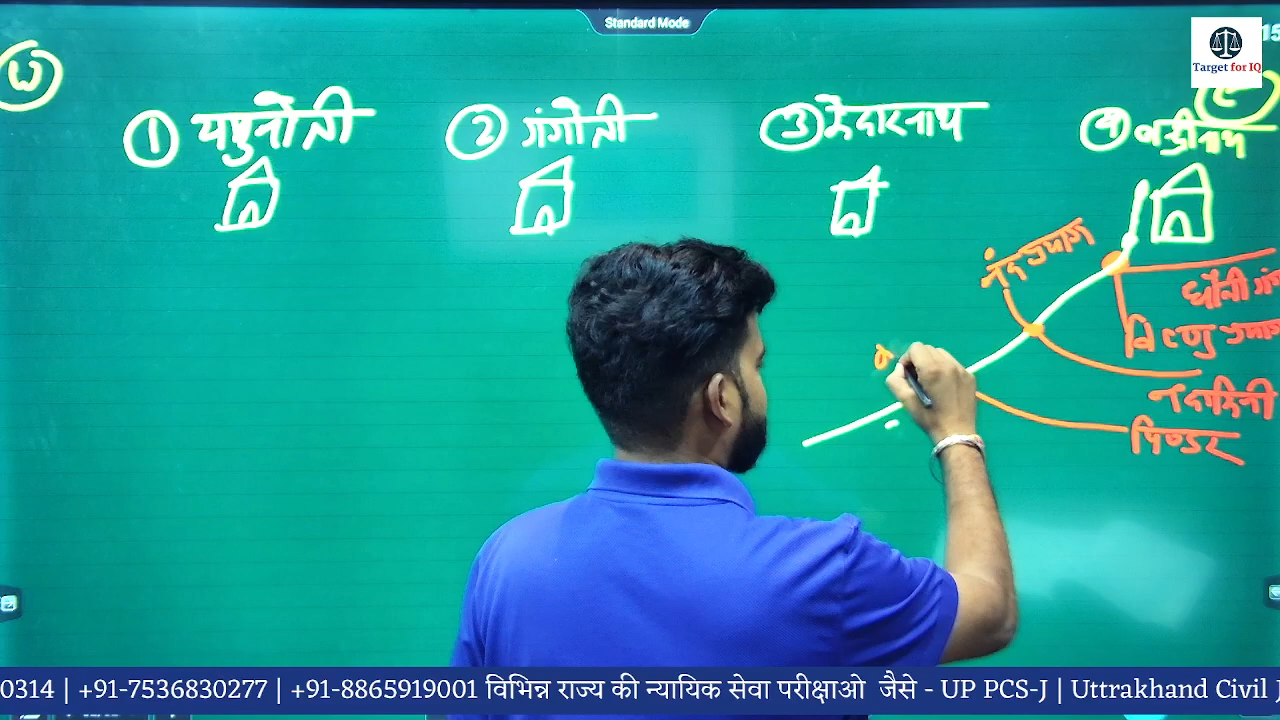 Standard Mode
Target for IQ
15
W
E
1 यमुनोत्री
2 गंगोत्री
3 केदारनाथ
4 बद्रीनाथ
नंदप्रयाग
धौली गं
विष्णु प्रयाग
नंदाकिनी
पिण्डर
0314 | +91-7536830277 | +91-8865919001 विभिन्न राज्य की न्यायिक सेवा परीक्षाओ जैसे - UP PCS-J | Uttrakhand Civil J